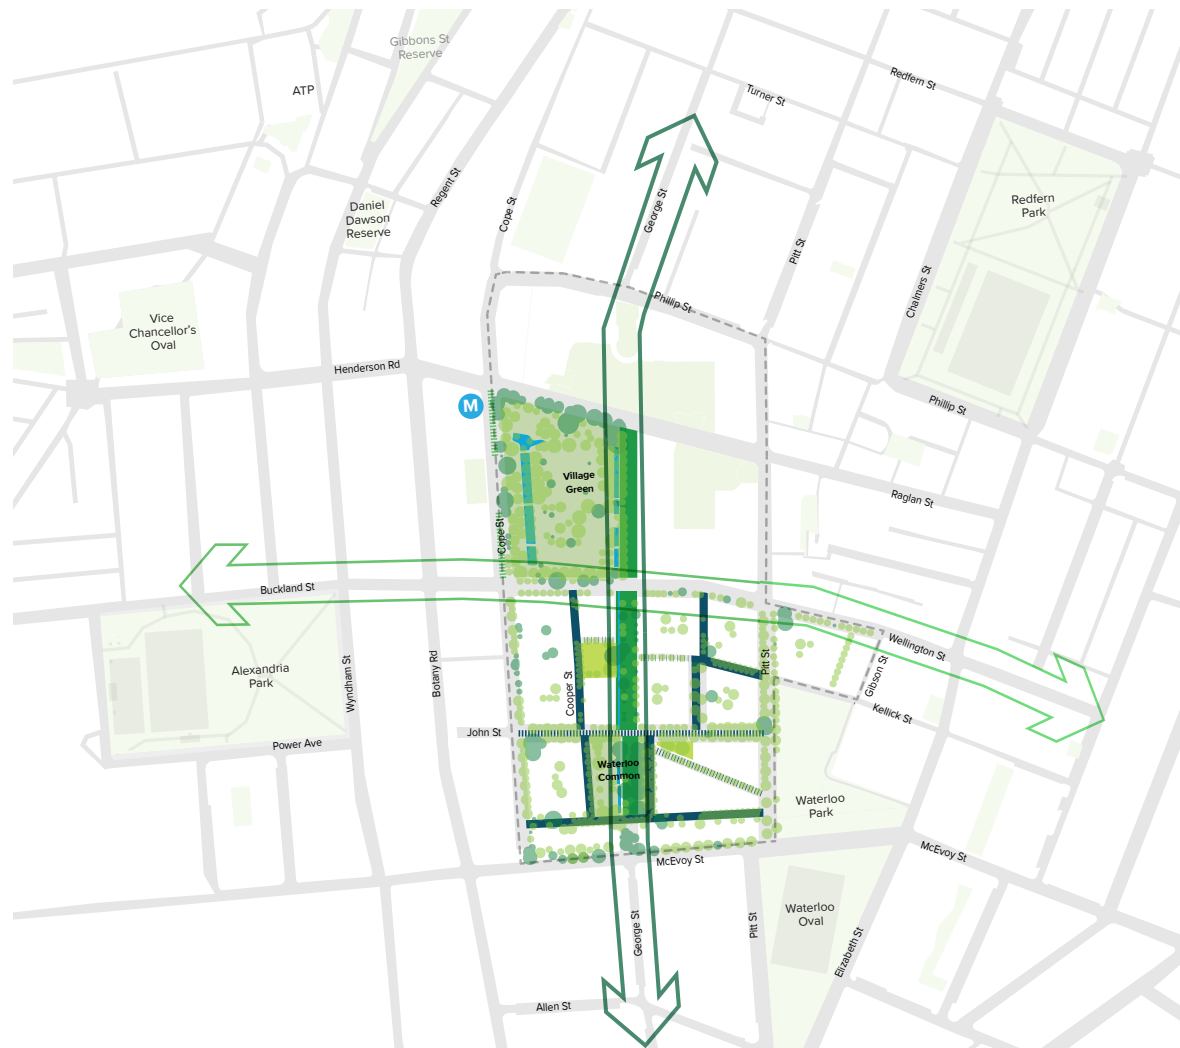 Gibbons St
Reserve
ATP
Redfern St
Turner St
Regent St
Cope St
George St
Daniel
Dawson
Reserve
Redfern
Park
Pitt St
Chalmers St
Phillip St
Vice
Chancellor's
Oval
Henderson Rd
M
Phillip St
Village
Green
Raglan St
Cope St
Buckland St
Wellington St
Alexandria
Park
Wyndham St
Botany Rd
Cooper St
Pitt St
Gibson St
Kellick St
John St
Power Ave
Waterloo
Common
Waterloo
Park
McEvoy St
McEvoy St
Waterloo
Oval
George St
Pitt St
Elizabeth St
Allen St